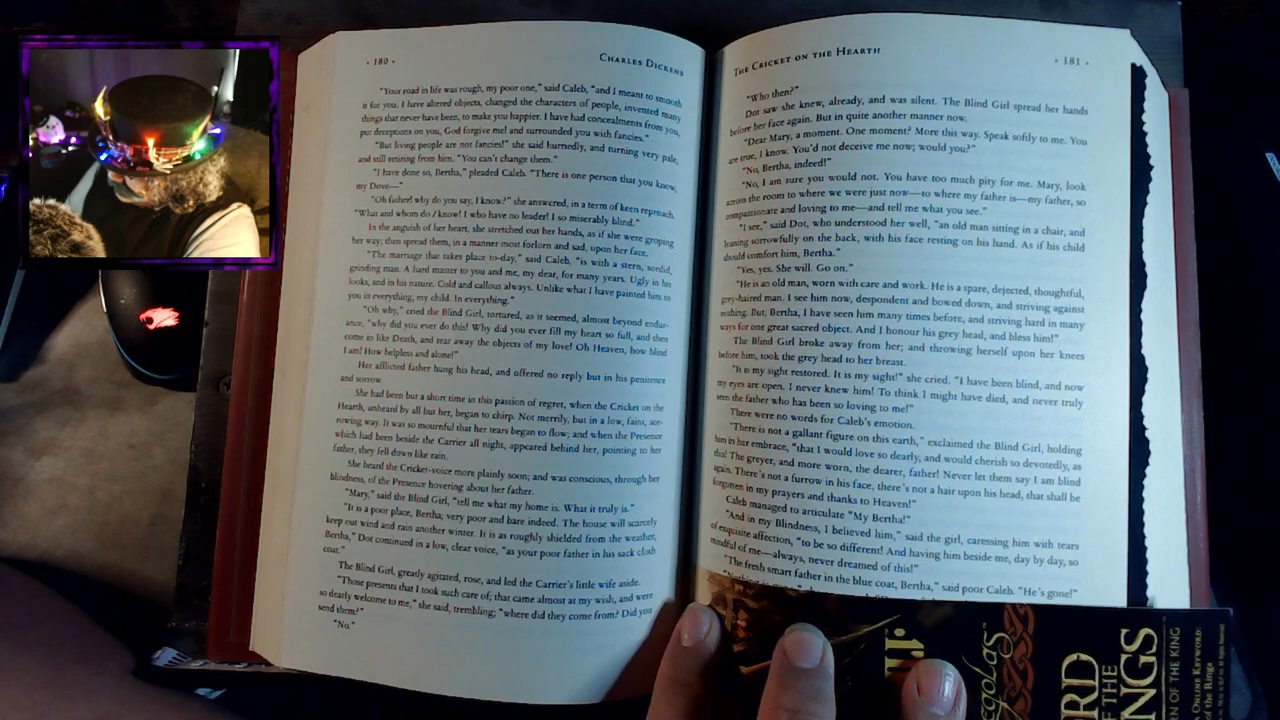 · 180 ·
CHARLES DICKENS
"Your road in life was rough, my poor one," said Caleb, "and I meant to smooth
it for you. I have altered objects, changed the characters of people, invented many
things that never have been, to make you happier. I have had concealments from you,
put deceptions on you, God forgive me! and surrounded you with fancies."
"But living people are not fancies!" she said hurriedly, and turning very pale,
and still retiring from him. "You can't change them."
"I have done so, Bertha," pleaded Caleb. "There is one person that you know,
my Dove—"
"Oh father! why do you say, I know?" she answered, in a term of keen reproach.
"What and whom do I know! I who have no leader! I so miserably blind."
In the anguish of her heart, she stretched out her hands, as if she were groping
her way; then spread them, in a manner most forlorn and sad, upon her face.
"The marriage that takes place to-day," said Caleb, "is with a stern, sordid,
grinding man. A hard master to you and me, my dear, for many years. Ugly in his
looks, and in his nature. Cold and callous always. Unlike what I have painted him to
you in everything, my child. In everything."
"Oh why," cried the Blind Girl, tortured, as it seemed, almost beyond endur-
ance, "why did you ever do this! Why did you ever fill my heart so full, and then
come in like Death, and tear away the objects of my love! Oh Heaven, how blind
I am! How helpless and alone!"
Her afflicted father hung his head, and offered no reply but in his penitence
and sorrow.
She had been but a short time in this passion of regret, when the Cricket on the
Hearth, unheard by all but her, began to chirp. Not merrily, but in a low, faint, sor-
rowing way. It was so mournful that her tears began to flow; and when the Presence
which had been beside the Carrier all night, appeared behind her, pointing to her
father, they fell down like rain.
She heard the Cricket-voice more plainly soon; and was conscious, through her
blindness, of the Presence hovering about her father.
"Mary," said the Blind Girl, "tell me what my home is. What it truly is."
"It is a poor place, Bertha; very poor and bare indeed. The house will scarcely
keep out wind and rain another winter. It is as roughly shielded from the weather,
Bertha," Dot continued in a low, clear voice, "as your poor father in his sack cloth
coat."
The Blind Girl, greatly agitated, rose, and led the Carrier's little wife aside.
"Those presents that I took such care of; that came almost at my wish, and were
so dearly welcome to me," she said, trembling; "where did they come from? Did you
send them?"
"No."
THE CRICKET ON THE HEARTH
· 181 ·
"Who then?"
Dot saw she knew, already, and was silent. The Blind Girl spread her hands
before her face again. But in quite another manner now.
"Dear Mary, a moment. One moment? More this way. Speak softly to me. You
are true, I know. You'd not deceive me now; would you?"
"No, Bertha, indeed!"
"No, I am sure you would not. You have too much pity for me. Mary, look
across the room to where we were just now—to where my father is—my father, so
compassionate and loving to me—and tell me what you see."
"I see," said Dot, who understood her well, "an old man sitting in a chair, and
leaning sorrowfully on the back, with his face resting on his hand. As if his child
should comfort him, Bertha."
"Yes, yes. She will. Go on."
"He is an old man, worn with care and work. He is a spare, dejected, thoughtful,
grey-haired man. I see him now, despondent and bowed down, and striving against
nothing. But, Bertha, I have seen him many times before, and striving hard in many
ways for one great sacred object. And I honour his grey head, and bless him!"
The Blind Girl broke away from her; and throwing herself upon her knees
before him, took the grey head to her breast.
"It is my sight restored. It is my sight!" she cried. "I have been blind, and now
my eyes are open. I never knew him! To think I might have died, and never truly
seen the father who has been so loving to me!"
There were no words for Caleb's emotion.
"There is not a gallant figure on this earth," exclaimed the Blind Girl, holding
him in her embrace, "that I would love so dearly, and would cherish so devotedly, as
this! The greyer, and more worn, the dearer, father! Never let them say I am blind
again. There's not a furrow in his face, there's not a hair upon his head, that shall be
forgotten in my prayers and thanks to Heaven!"
Caleb managed to articulate "My Bertha!"
"And in my Blindness, I believed him," said the girl, caressing him with tears
of exquisite affection, "to be so different! And having him beside me, day by day, so
mindful of me—always, never dreamed of this!"
"The fresh smart father in the blue coat, Bertha," said poor Caleb. "He's gone!"
Legolas
RD
OF THE
NGS
N OF THE KING
Online Keyword:
of the Rings